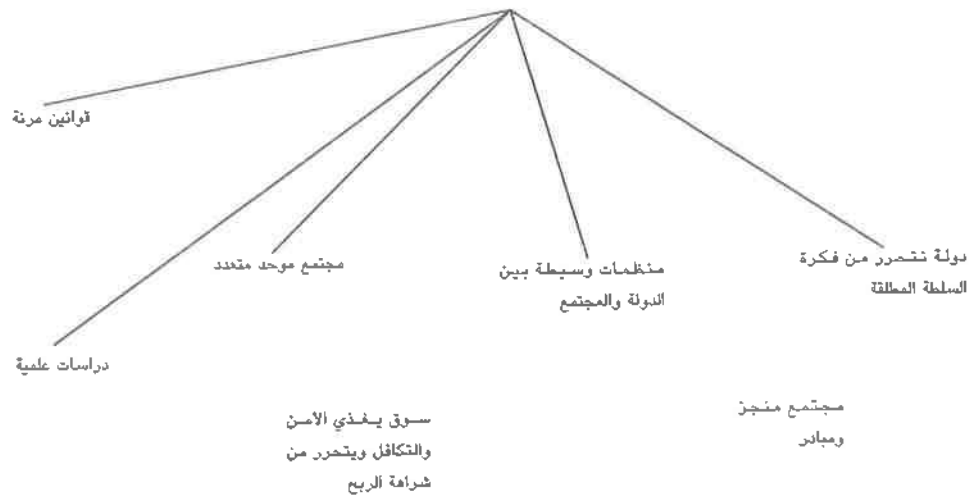 قوانين مرنة
دولة تتحرر من فكرة
السلطة المطلقة
منظمات وسيطة بين
الدولة والمجتمع
مجتمع موحد متعدد
دراسات علمية
مجتمع منجز
ومبادر
سوق يغذي الأمن
والتكافل ويتحرر من
شراهة الربح